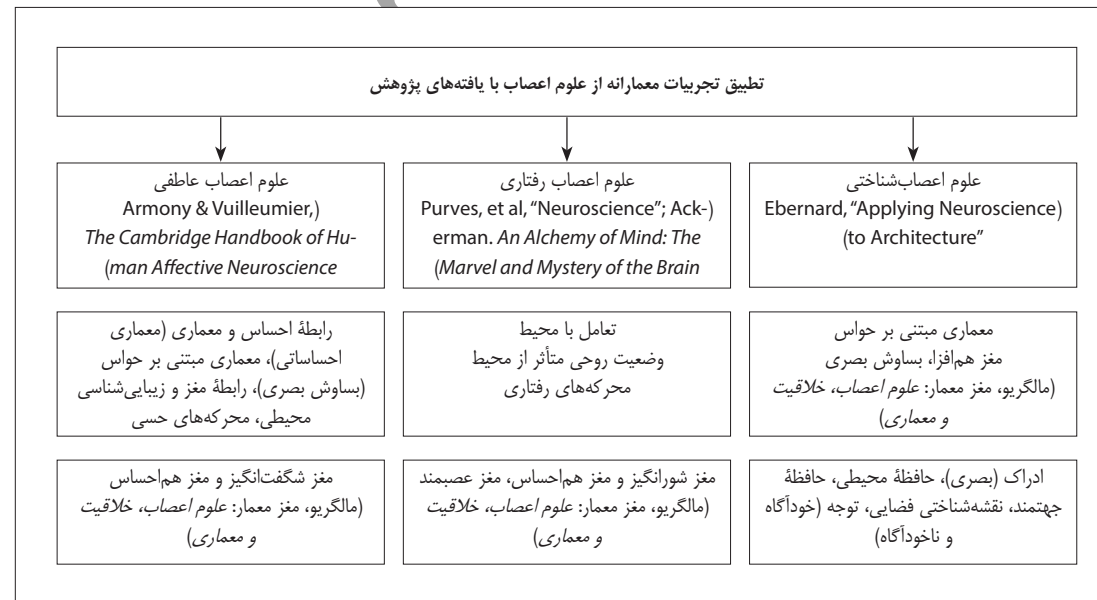 تطبیق تجربیات معمارانه از علوم اعصاب با یافته‌های پژوهش
علوم اعصاب‌شناختی
Ebernard, “Applying Neuroscience)
(to Architecture”
معماری مبتنی بر حواس
مغز هم‌افزا، بساوش بصری
(مالگریو، مغز معمار: علوم اعصاب، خلاقیت
و معماری)
ادراک (بصری)، حافظهٔ محیطی، حافظهٔ
جهتمند، نقشه‌شناختی فضایی، توجه (خودآگاه
و ناخودآگاه)
علوم اعصاب رفتاری
Purves, et al, “Neuroscience”; Ack-)
erman. An Alchemy of Mind: The
(Marvel and Mystery of the Brain
تعامل با محیط
وضعیت روحی متأثر از محیط
محرکه‌های رفتاری
مغز شورانگیز و مغز هم‌احساس، مغز عصبمند
(مالگریو، مغز معمار: علوم اعصاب، خلاقیت
و معماری)
علوم اعصاب عاطفی
Armony & Vuilleumier,)
The Cambridge Handbook of Hu-
(man Affective Neuroscience
رابطهٔ احساس و معماری (معماری
احساساتی)، معماری مبتنی بر حواس
(بساوش بصری)، رابطهٔ مغز و زیبایی‌شناسی
محیطی، محرکه‌های حسی
مغز شگفت‌انگیز و مغز هم‌احساس
(مالگریو، مغز معمار: علوم اعصاب، خلاقیت
و معماری)